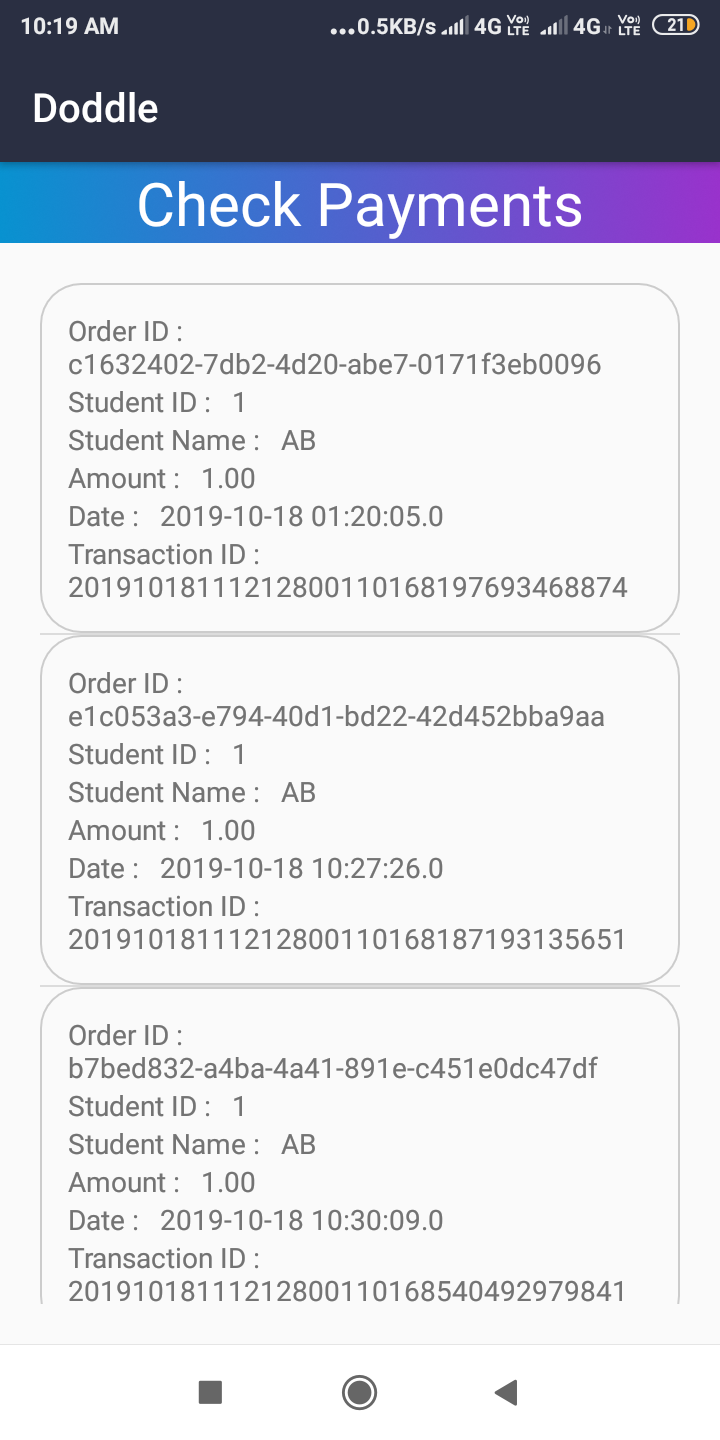 10:19 AM
...0.5KB/s 4G Vo)) LTE 4G Vo)) LTE 21
Doddle
Check Payments
Order ID :
c1632402-7db2-4d20-abe7-0171f3eb0096
Student ID : 1
Student Name : AB
Amount : 1.00
Date : 2019-10-18 01:20:05.0
Transaction ID :
20191018111212800110168197693468874
Order ID :
e1c053a3-e794-40d1-bd22-42d452bba9aa
Student ID : 1
Student Name : AB
Amount : 1.00
Date : 2019-10-18 10:27:26.0
Transaction ID :
20191018111212800110168187193135651
Order ID :
b7bed832-a4ba-4a41-891e-c451e0dc47df
Student ID : 1
Student Name : AB
Amount : 1.00
Date : 2019-10-18 10:30:09.0
Transaction ID :
20191018111212800110168540492979841